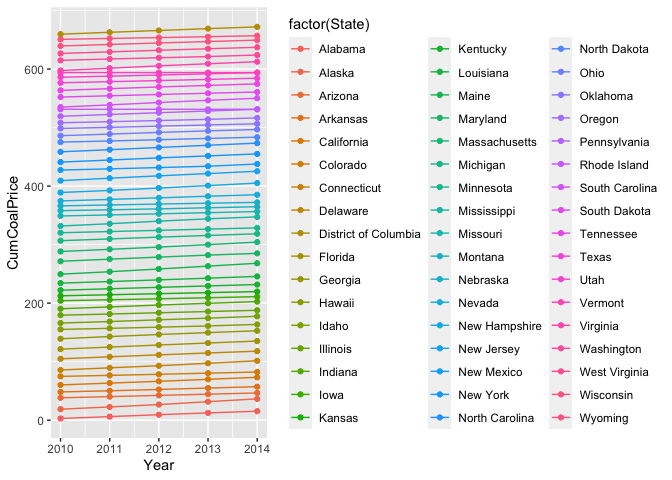 factor(State)
Alabama
Alaska
Arizona
Arkansas
California
Colorado
Connecticut
Delaware
District of Columbia
Florida
Georgia
Hawaii
Idaho
Illinois
Indiana
Iowa
Kansas
Kentucky
Louisiana
Maine
Maryland
Massachusetts
Michigan
Minnesota
Mississippi
Missouri
Montana
Nebraska
Nevada
New Hampshire
New Jersey
New Mexico
New York
North Carolina
North Dakota
Ohio
Oklahoma
Oregon
Pennsylvania
Rhode Island
South Carolina
South Dakota
Tennessee
Texas
Utah
Vermont
Virginia
Washington
West Virginia
Wisconsin
Wyoming
CumCoalPrice
600
400
200
0
2010 2011 2012 2013 2014
Year